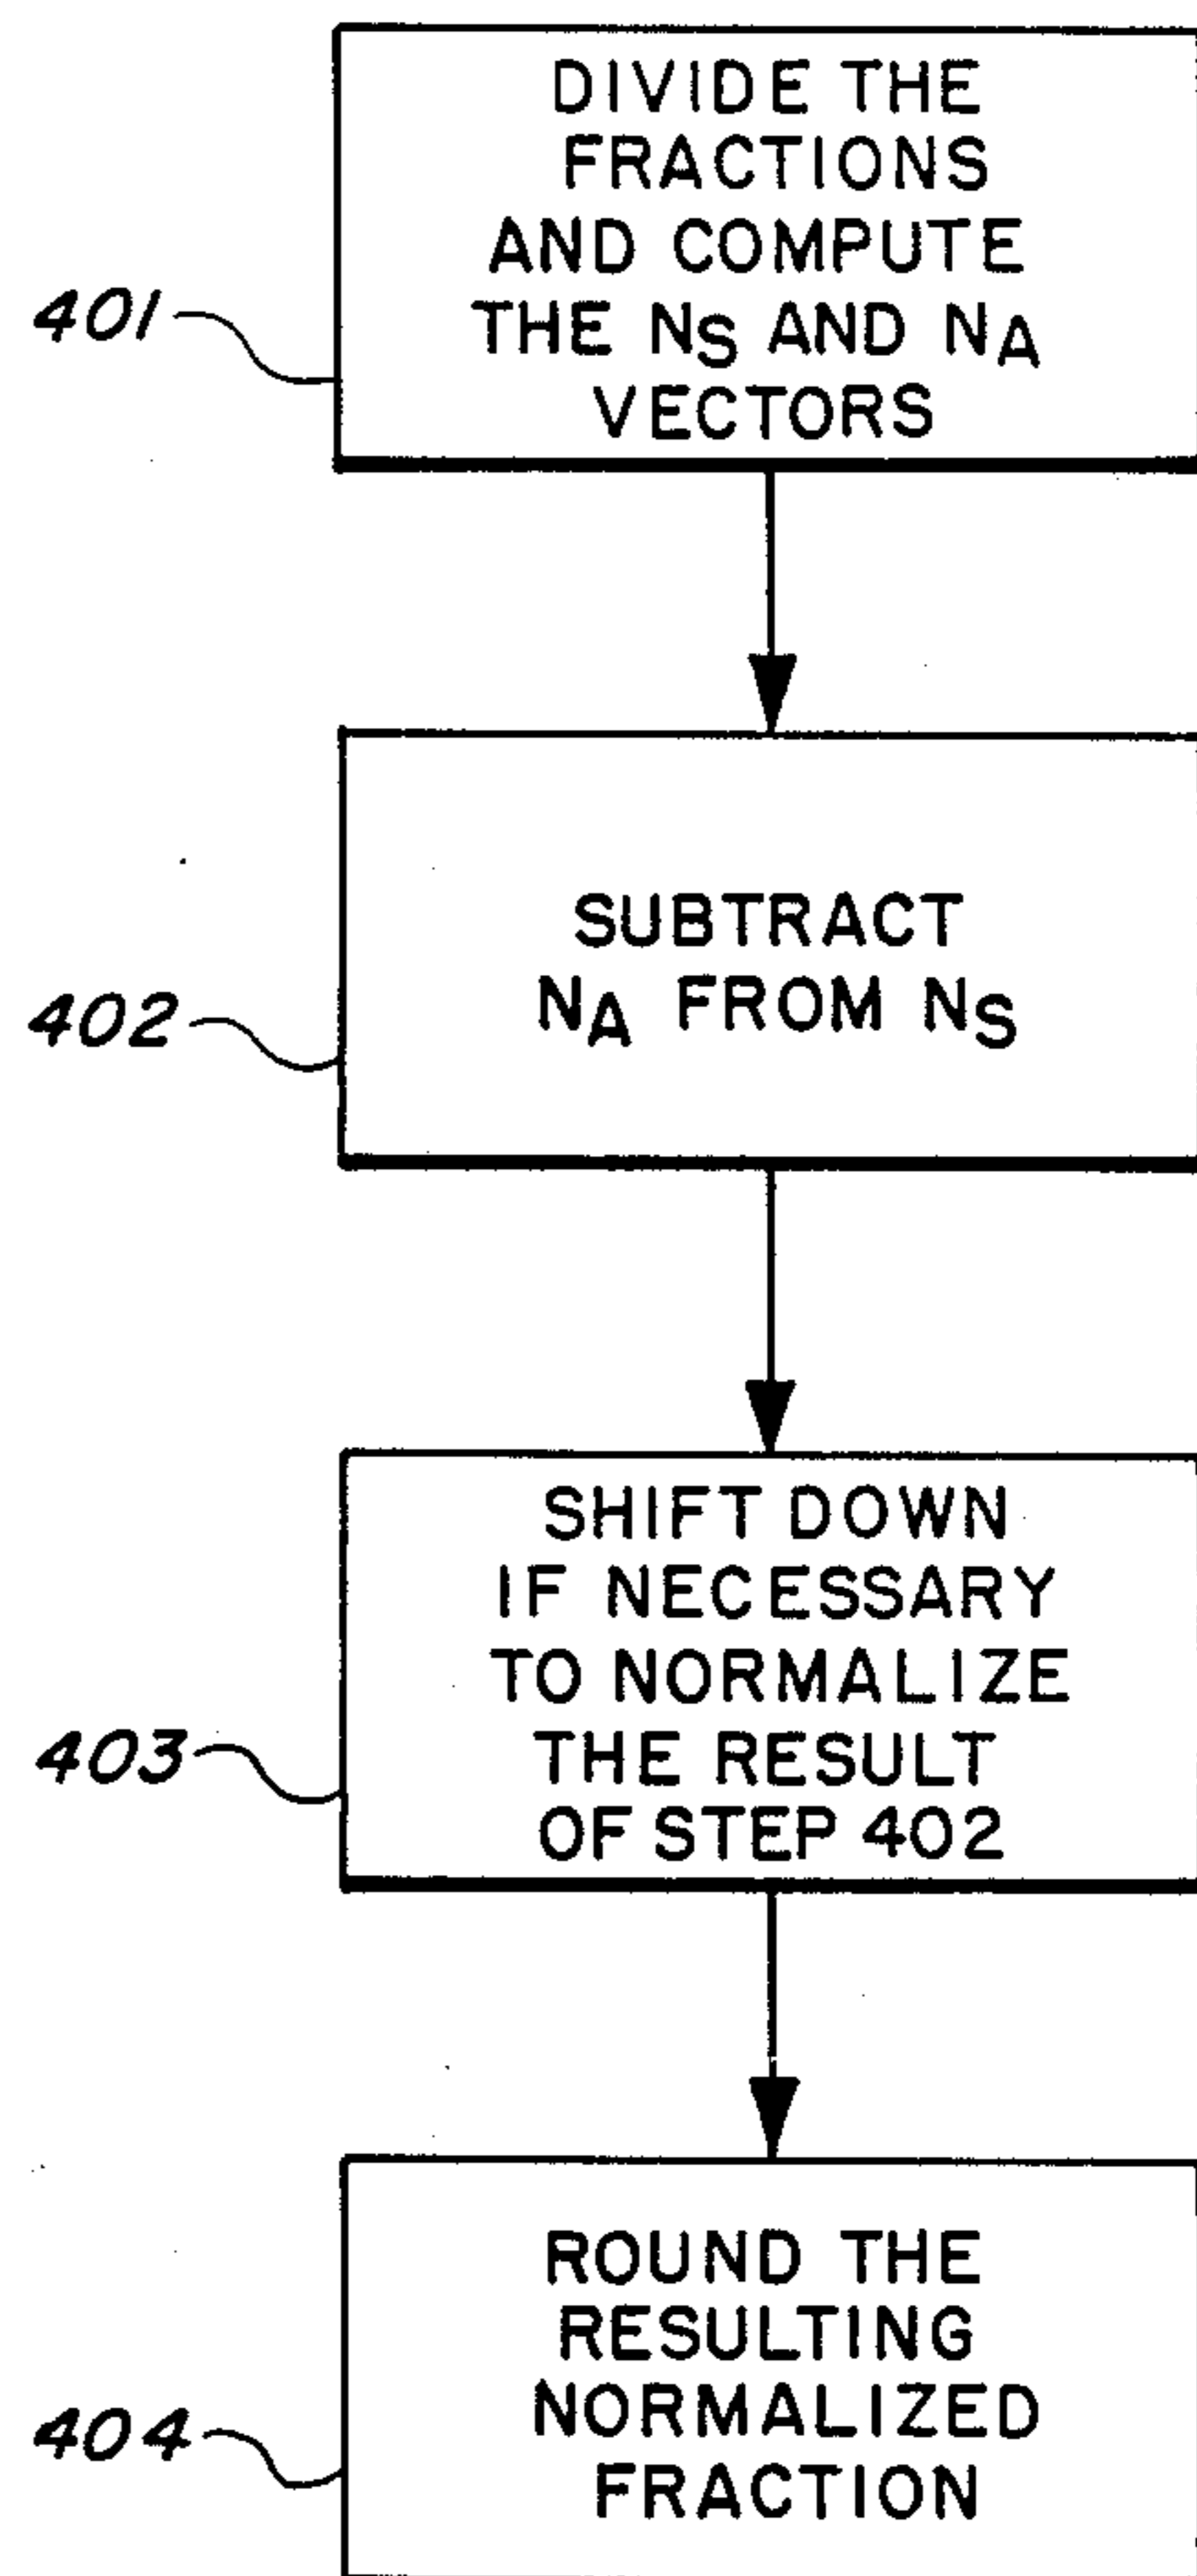 DIVIDE THE
FRACTIONS
AND COMPUTE
THE NS AND NA
VECTORS
401
SUBTRACT
NA FROM NS
402
SHIFT DOWN
IF NECESSARY
TO NORMALIZE
THE RESULT
OF STEP 402
403
ROUND THE
RESULTING
NORMALIZED
FRACTION
404